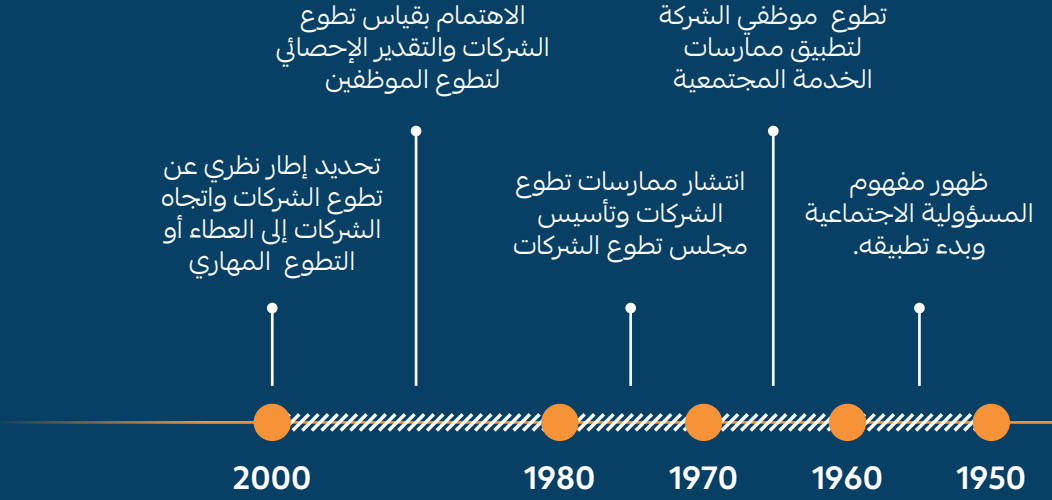 ظهور مفهوم
المسؤولية الاجتماعية
وبدء تطبيقه.
تطوع موظفي الشركة
لتطبيق ممارسات
الخدمة المجتمعية
انتشار ممارسات تطوع
الشركات وتأسيس
مجلس تطوع الشركات
الاهتمام بقياس تطوع
الشركات والتقدير الإحصائي
لتطوع الموظفين
تحديد إطار نظري عن
تطوع الشركات واتجاه
الشركات إلى العطاء أو
التطوع المهاري
1950
1960
1970
1980
2000